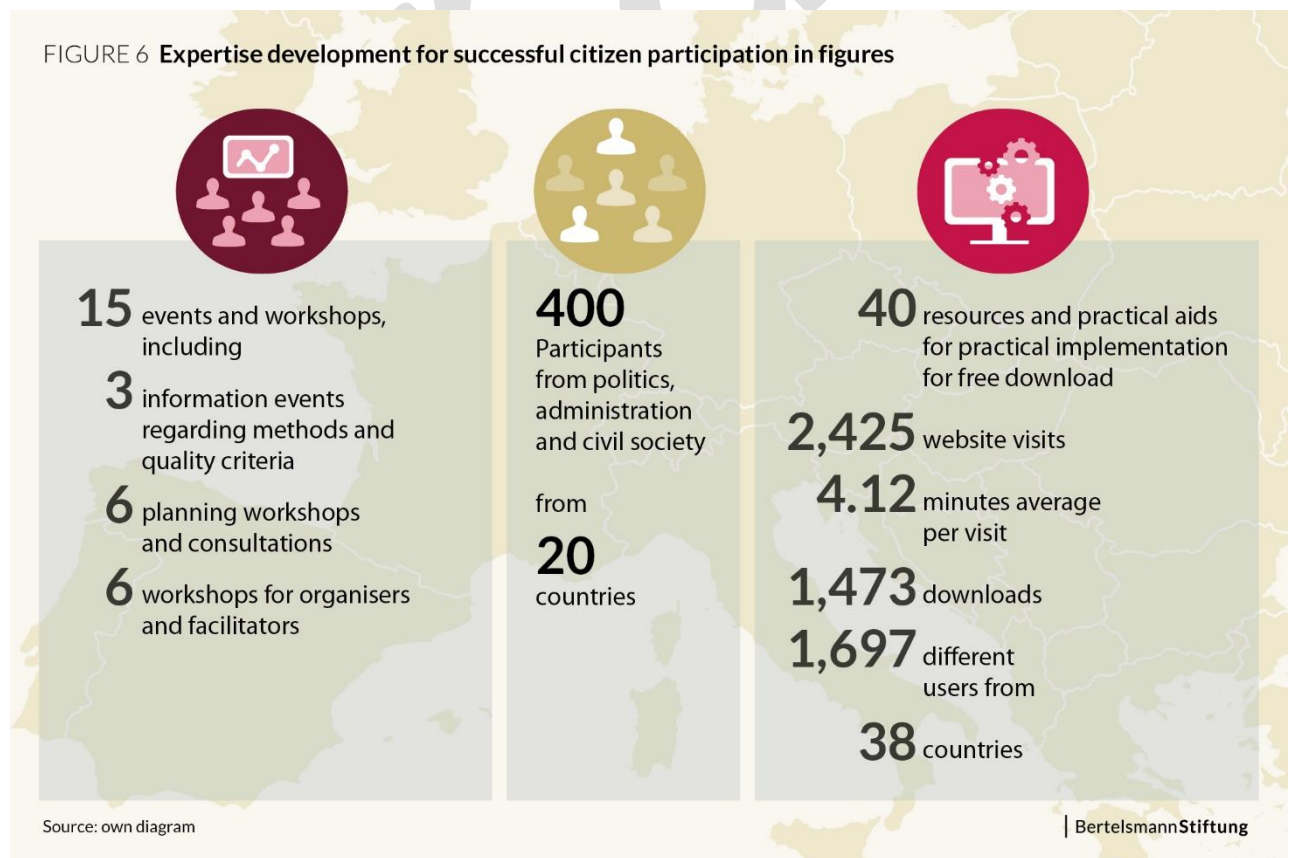 FIGURE 6 Expertise development for successful citizen participation in figures
15 events and workshops,
including
3 information events
regarding methods and
quality criteria
6 planning workshops
and consultations
6 workshops for organisers
and facilitators
400
Participants
from politics,
administration
and civil society
from
20
countries
40 resources and practical aids
for practical implementation
for free download
2,425 website visits
4.12 minutes average
per visit
1,473 downloads
1,697 different
users from
38 countries
Source: own diagram
| BertelsmannStiftung